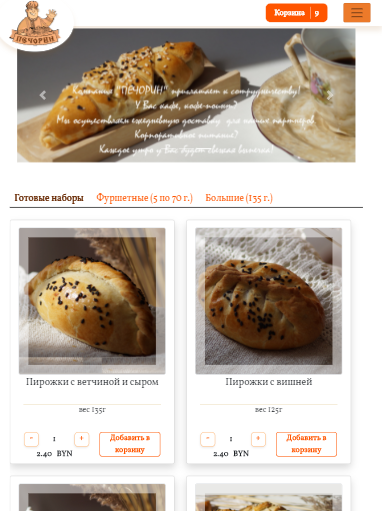 ПЕЧОРИН
Корзина 9
Компания "ПЕЧОРИН" приглашает к сотрудничеству!
У Вас кафе, кофе-поинт?
Мы осуществляем ежедневную доставку для наших партнеров
Корпоративное питание?
Каждое утро у Вас будет свежая выпечка!
Готовые наборы Фуршетные (5 по 70 г.) Большие (135 г.)
Пирожки с ветчиной и сыром
вес 135г
- 1 +
2.40 BYN
Добавить в
корзину
Пирожки с вишней
вес 125г
- 1 +
2.40 BYN
Добавить в
корзину